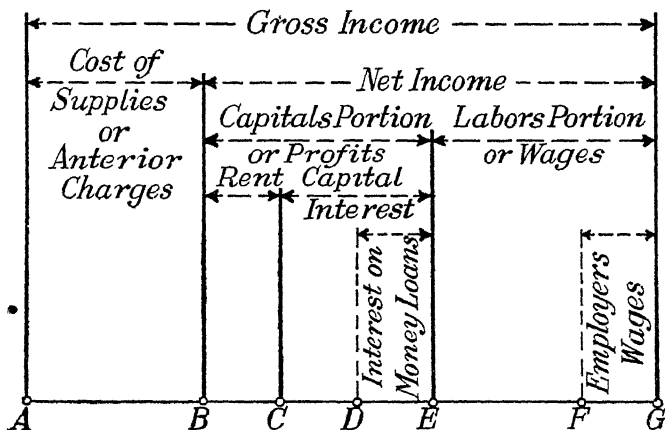 Gross Income
Cost of
Supplies
or
Anterior
Charges
Net Income
Capitals Portion
or Profits
Labors Portion
or Wages
Rent
Capital
Interest
Interest on
Money Loans
Employers
Wages
A B C D E F G